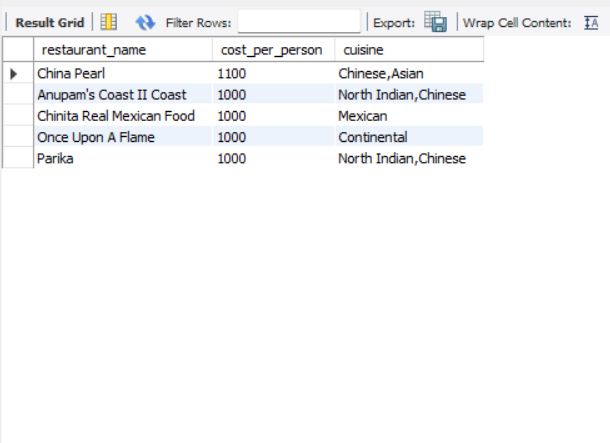 Result Grid Filter Rows: Export: Wrap Cell Content: IA
restaurant_name cost_per_person cuisine
China Pearl 1100 Chinese,Asian
Anupam's Coast II Coast 1000 North Indian,Chinese
Chinita Real Mexican Food 1000 Mexican
Once Upon A Flame 1000 Continental
Parika 1000 North Indian,Chinese